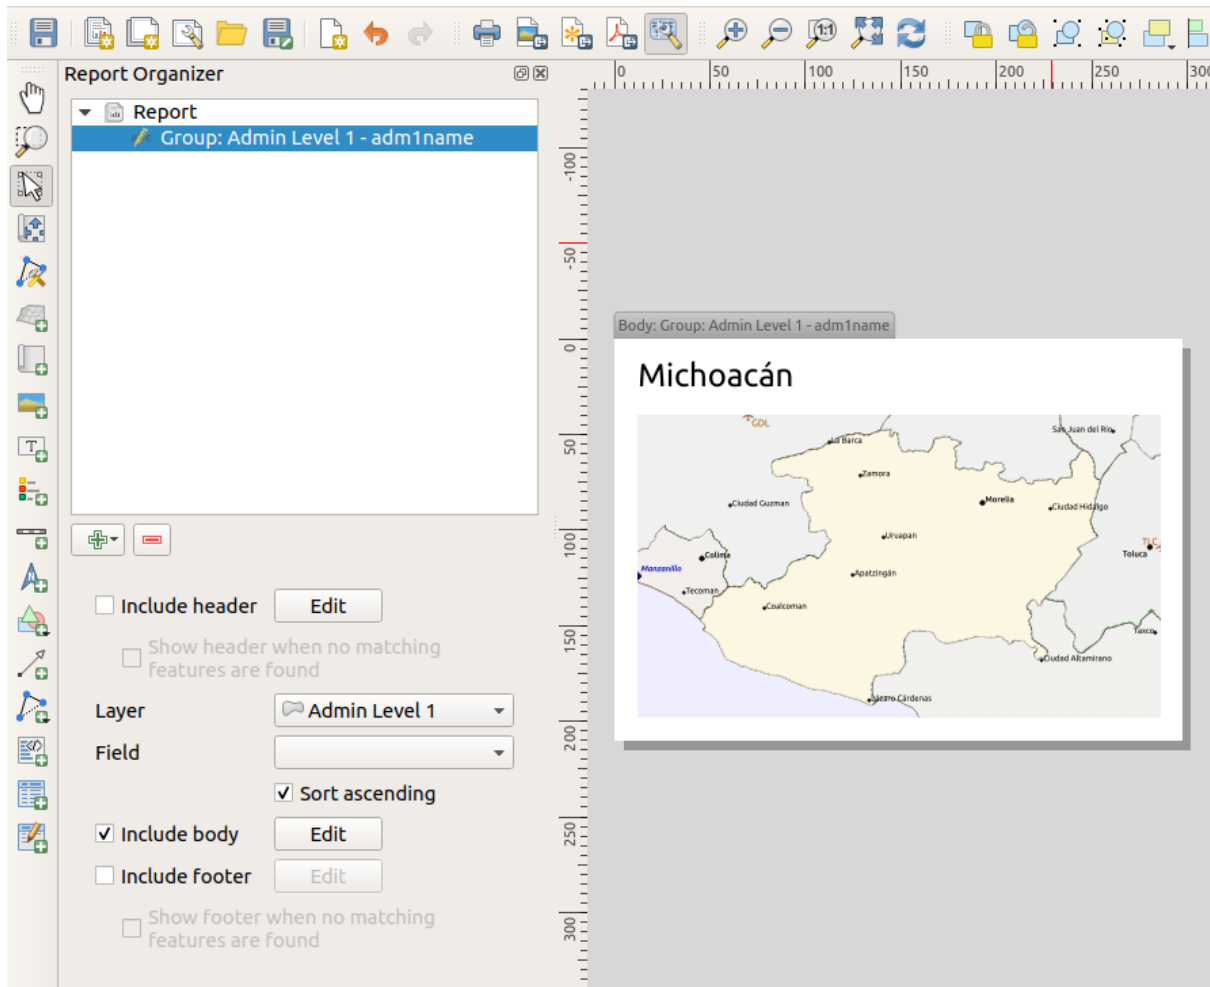 Report Organizer
Report
Group: Admin Level 1 - adm1name
Include header
Edit
Show header when no matching
features are found
Layer
Admin Level 1
Field
Sort ascending
Include body
Edit
Include footer
Edit
Show footer when no matching
features are found
1:1
0 50 100 150 200 250 300
-100
-50
0
50
100
150
200
250
300
Body: Group: Admin Level 1 - adm1name
Michoacán
GDL
San Juan del Río
La Barca
Zamora
Ciudad Guzman
Morelia
Ciudad Hidalgo
Uruapan
TLC
Toluca
Colima
Manzanillo
Apatzingán
Tecoman
Coalcoman
Taxco
Ciudad Altamirano
Lázaro Cárdenas